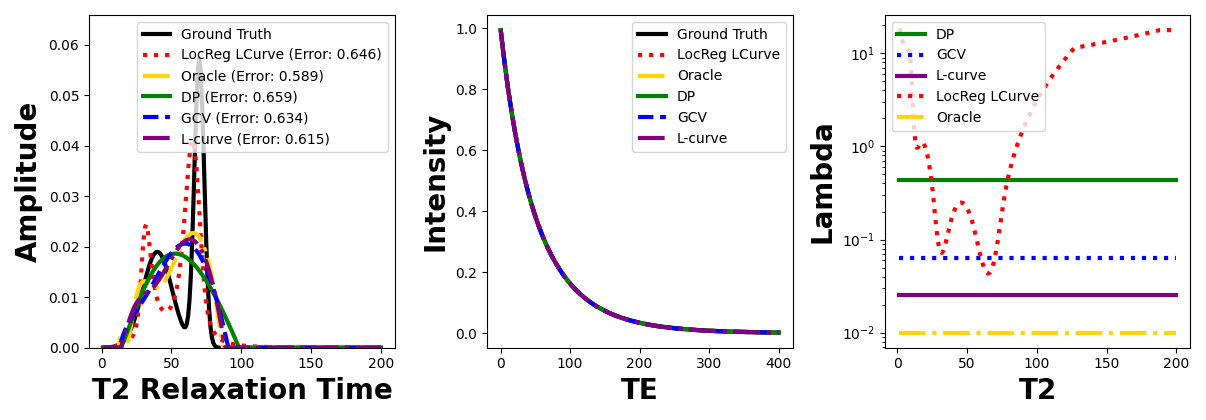 Amplitude
0.06
0.05
0.04
0.03
0.02
0.01
0.00
Ground Truth
LocReg LCurve (Error: 0.646)
Oracle (Error: 0.589)
DP (Error: 0.659)
GCV (Error: 0.634)
L-curve (Error: 0.615)
0 50 100 150 200
T2 Relaxation Time
Intensity
1.0
0.8
0.6
0.4
0.2
0.0
Ground Truth
LocReg LCurve
Oracle
DP
GCV
L-curve
0 100 200 300 400
TE
Lambda
10¹
10⁰
10⁻¹
10⁻²
DP
GCV
L-curve
LocReg LCurve
Oracle
0 50 100 150 200
T2